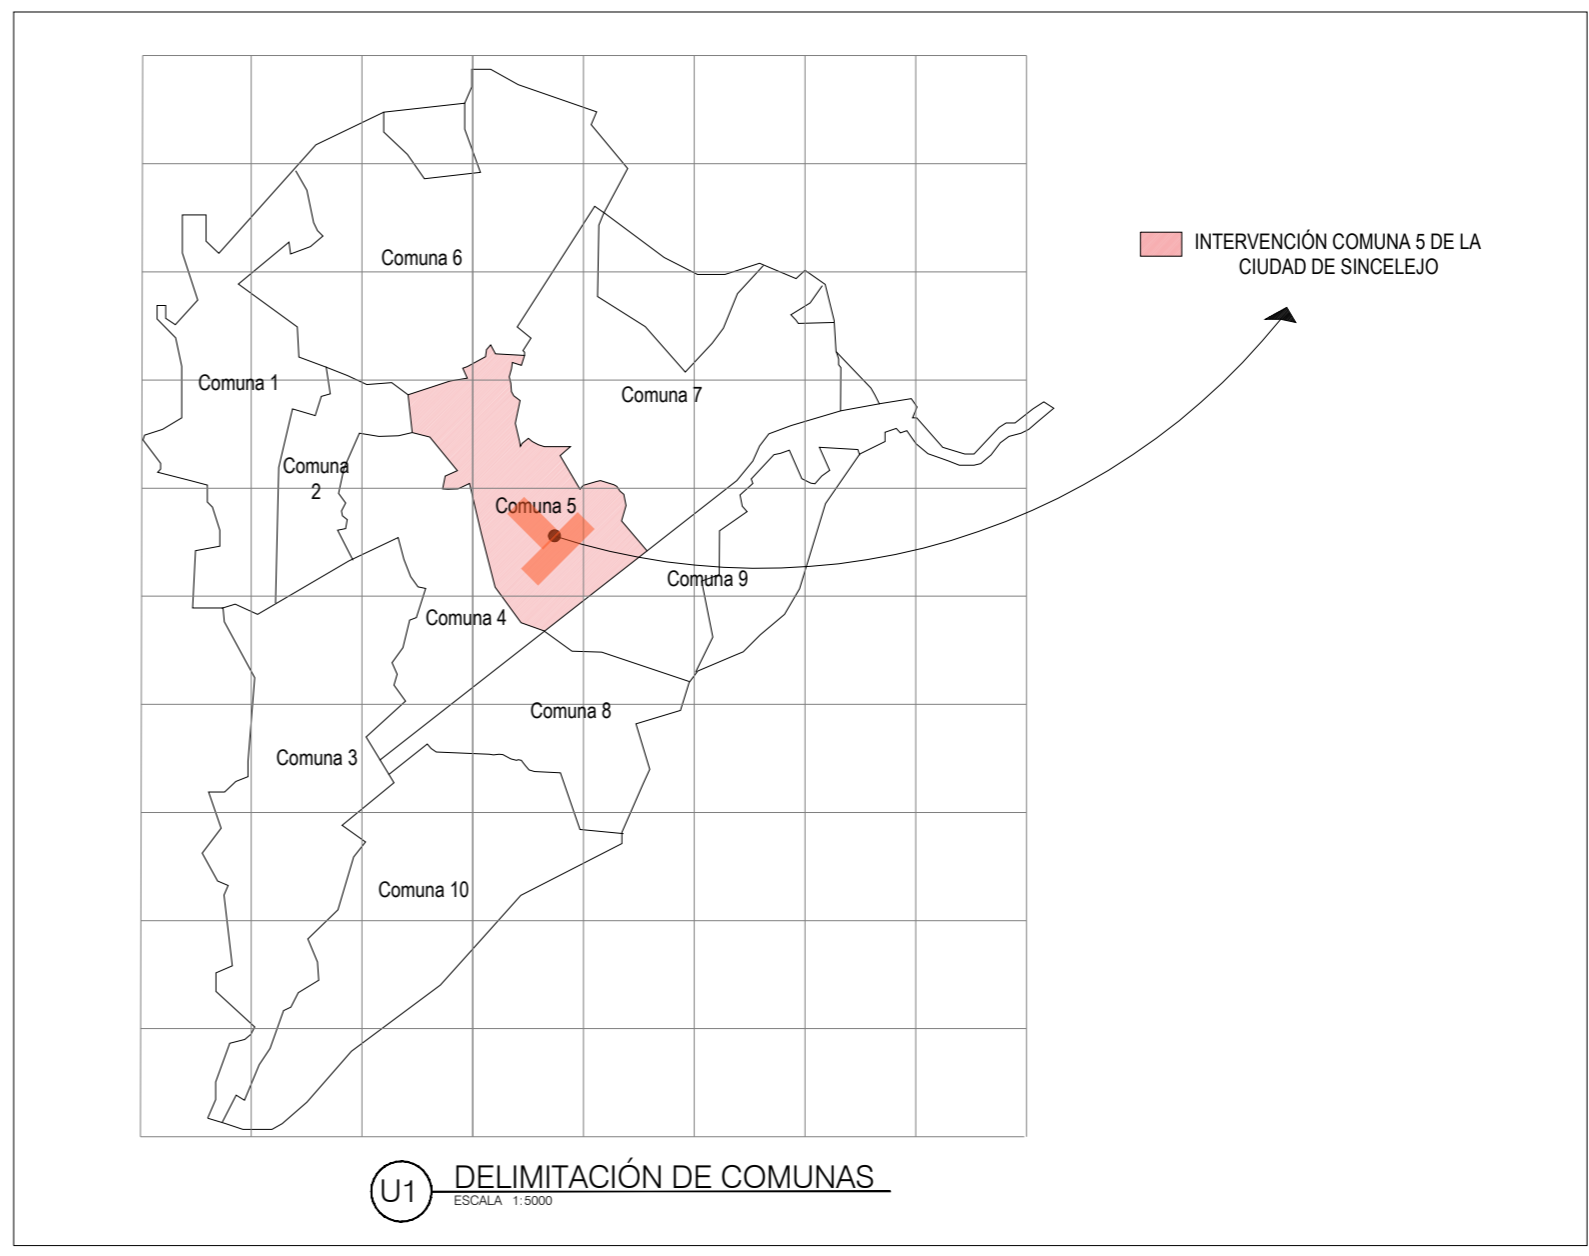 Comuna 6
INTERVENCIÓN COMUNA 5 DE LA
CIUDAD DE SINCELEJO
Comuna 1
Comuna 7
Comuna
2
Comuna 5
Comuna 9
Comuna 4
Comuna 8
Comuna 3
Comuna 10
U1
DELIMITACIÓN DE COMUNAS
ESCALA 1:5000